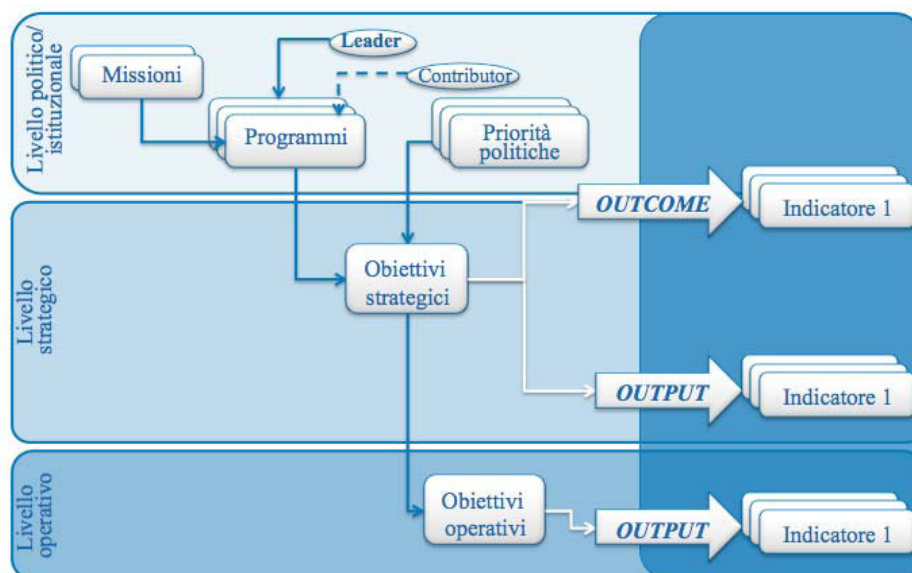 Livello politico/
istituzionale
Missioni
Leader
Contributor
Programmi
Priorità
politiche
OUTCOME
Indicatore 1
Livello
strategico
Obiettivi
strategici
OUTPUT
Indicatore 1
Livello
operativo
Obiettivi
operativi
OUTPUT
Indicatore 1